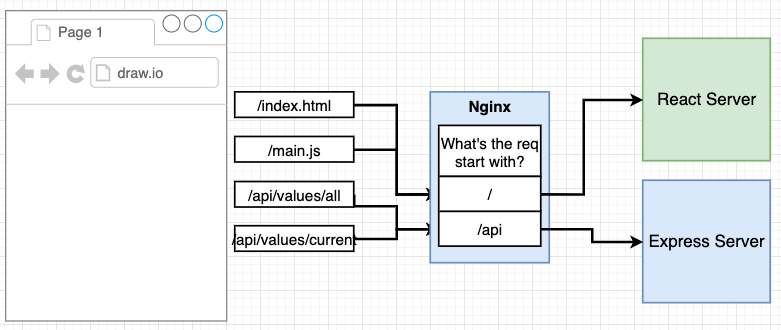 Page 1
draw.io
/index.html
/main.js
/api/values/all
/api/values/current
Nginx
What's the req
start with?
/
/api
React Server
Express Server